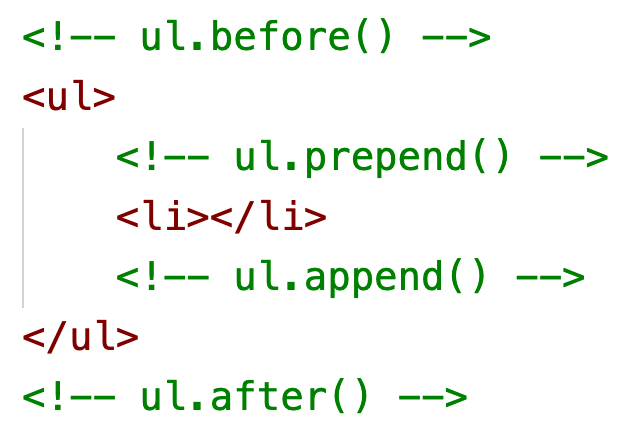 <!-- ul.before() -->
<ul>
<!-- ul.prepend() -->
<li></li>
<!-- ul.append() -->
</ul>
<!-- ul.after() -->